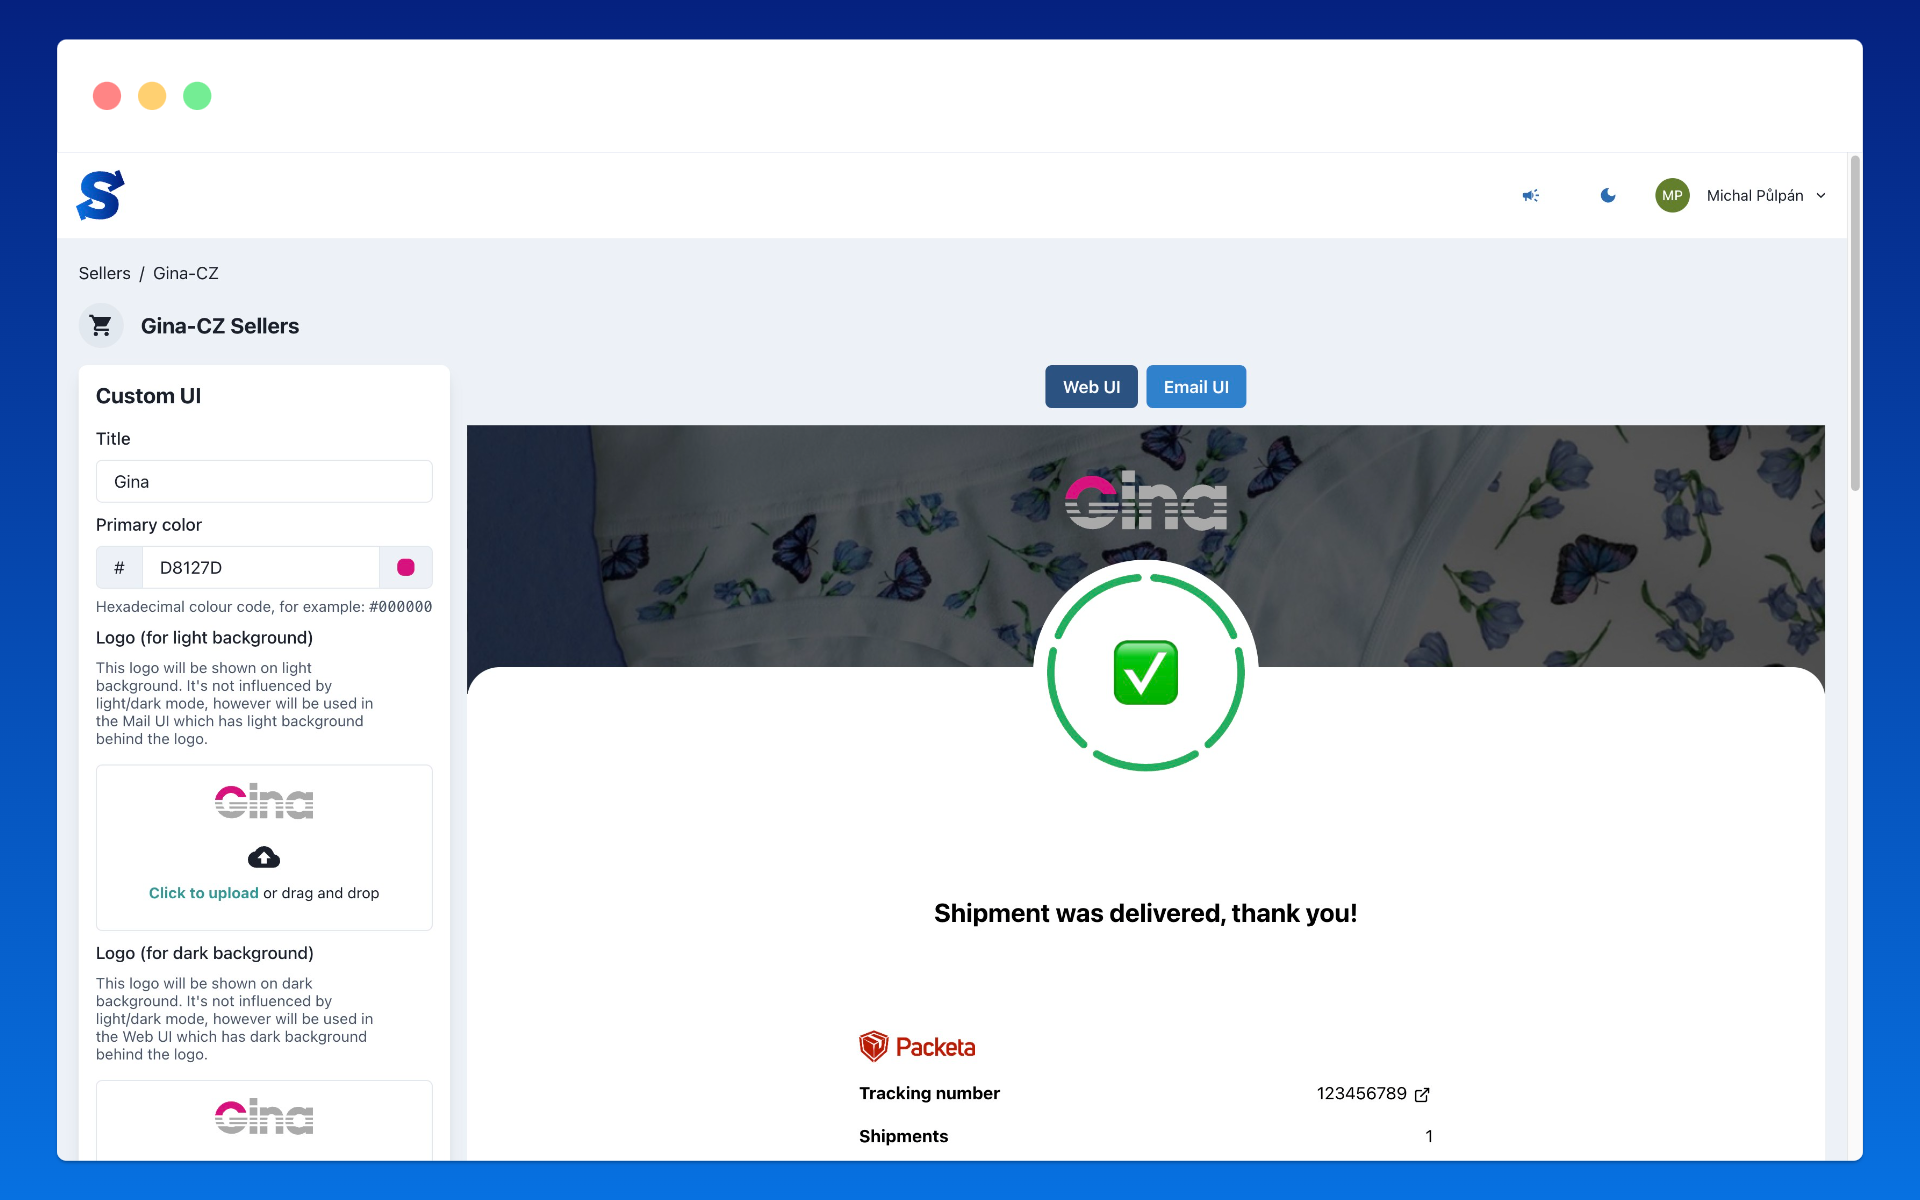 S
MP
Michal Půlpán
Sellers / Gina-CZ
Gina-CZ Sellers
Custom UI
Title
Gina
Primary color
# D8127D
Hexadecimal colour code, for example: #000000
Logo (for light background)
This logo will be shown on light
background. It's not influenced by
light/dark mode, however will be used in
the Mail UI which has light background
behind the logo.
Gina
Click to upload or drag and drop
Logo (for dark background)
This logo will be shown on dark
background. It's not influenced by
light/dark mode, however will be used in
the Web UI which has dark background
behind the logo.
Gina
Web UI
Email UI
Gina
Shipment was delivered, thank you!
Packeta
Tracking number 123456789
Shipments 1